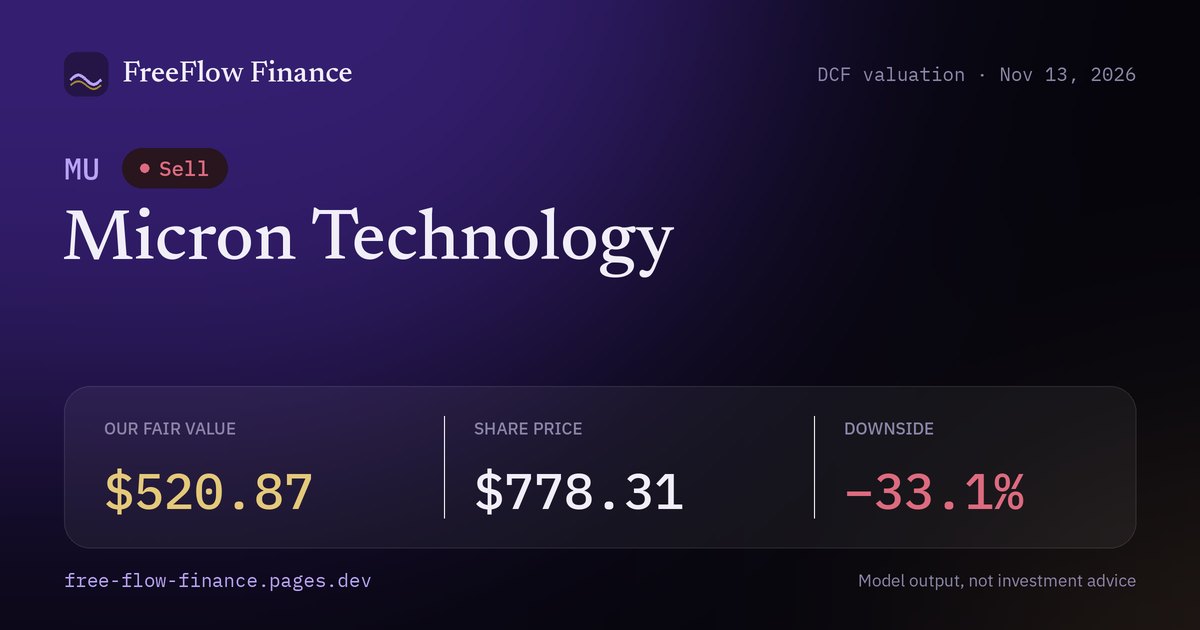 FreeFlow Finance
DCF valuation · Nov 13, 2026
MU
Sell
Micron Technology
OUR FAIR VALUE
$520.87
SHARE PRICE
$778.31
DOWNSIDE
−33.1%
free-flow-finance.pages.dev
Model output, not investment advice